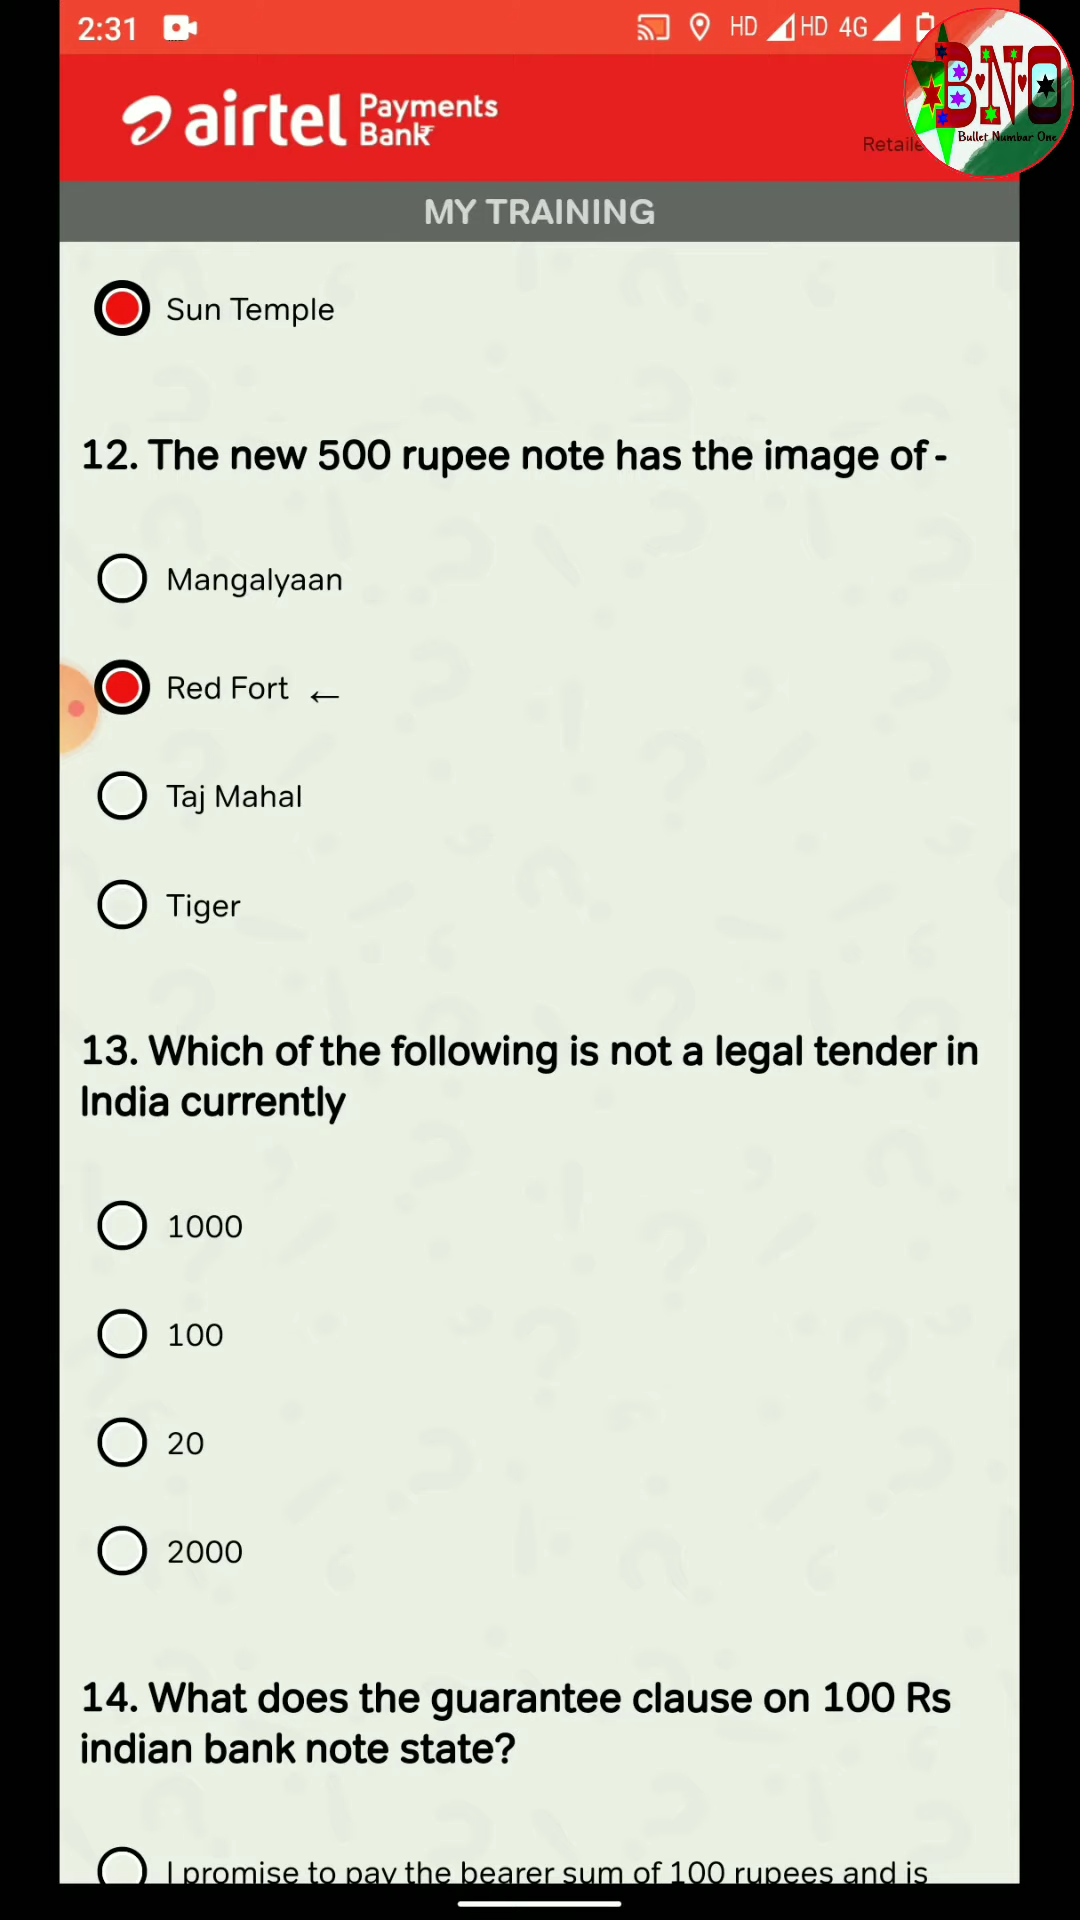 2:31
HD HD 4G
airtel Payments
Bank
B N O
Bullet Numbar One
MY TRAINING
Sun Temple
12. The new 500 rupee note has the image of -
Mangalyaan
Red Fort ←
Taj Mahal
Tiger
13. Which of the following is not a legal tender in
India currently
1000
100
20
2000
14. What does the guarantee clause on 100 Rs
indian bank note state?
I promise to pay the bearer sum of 100 rupees and is